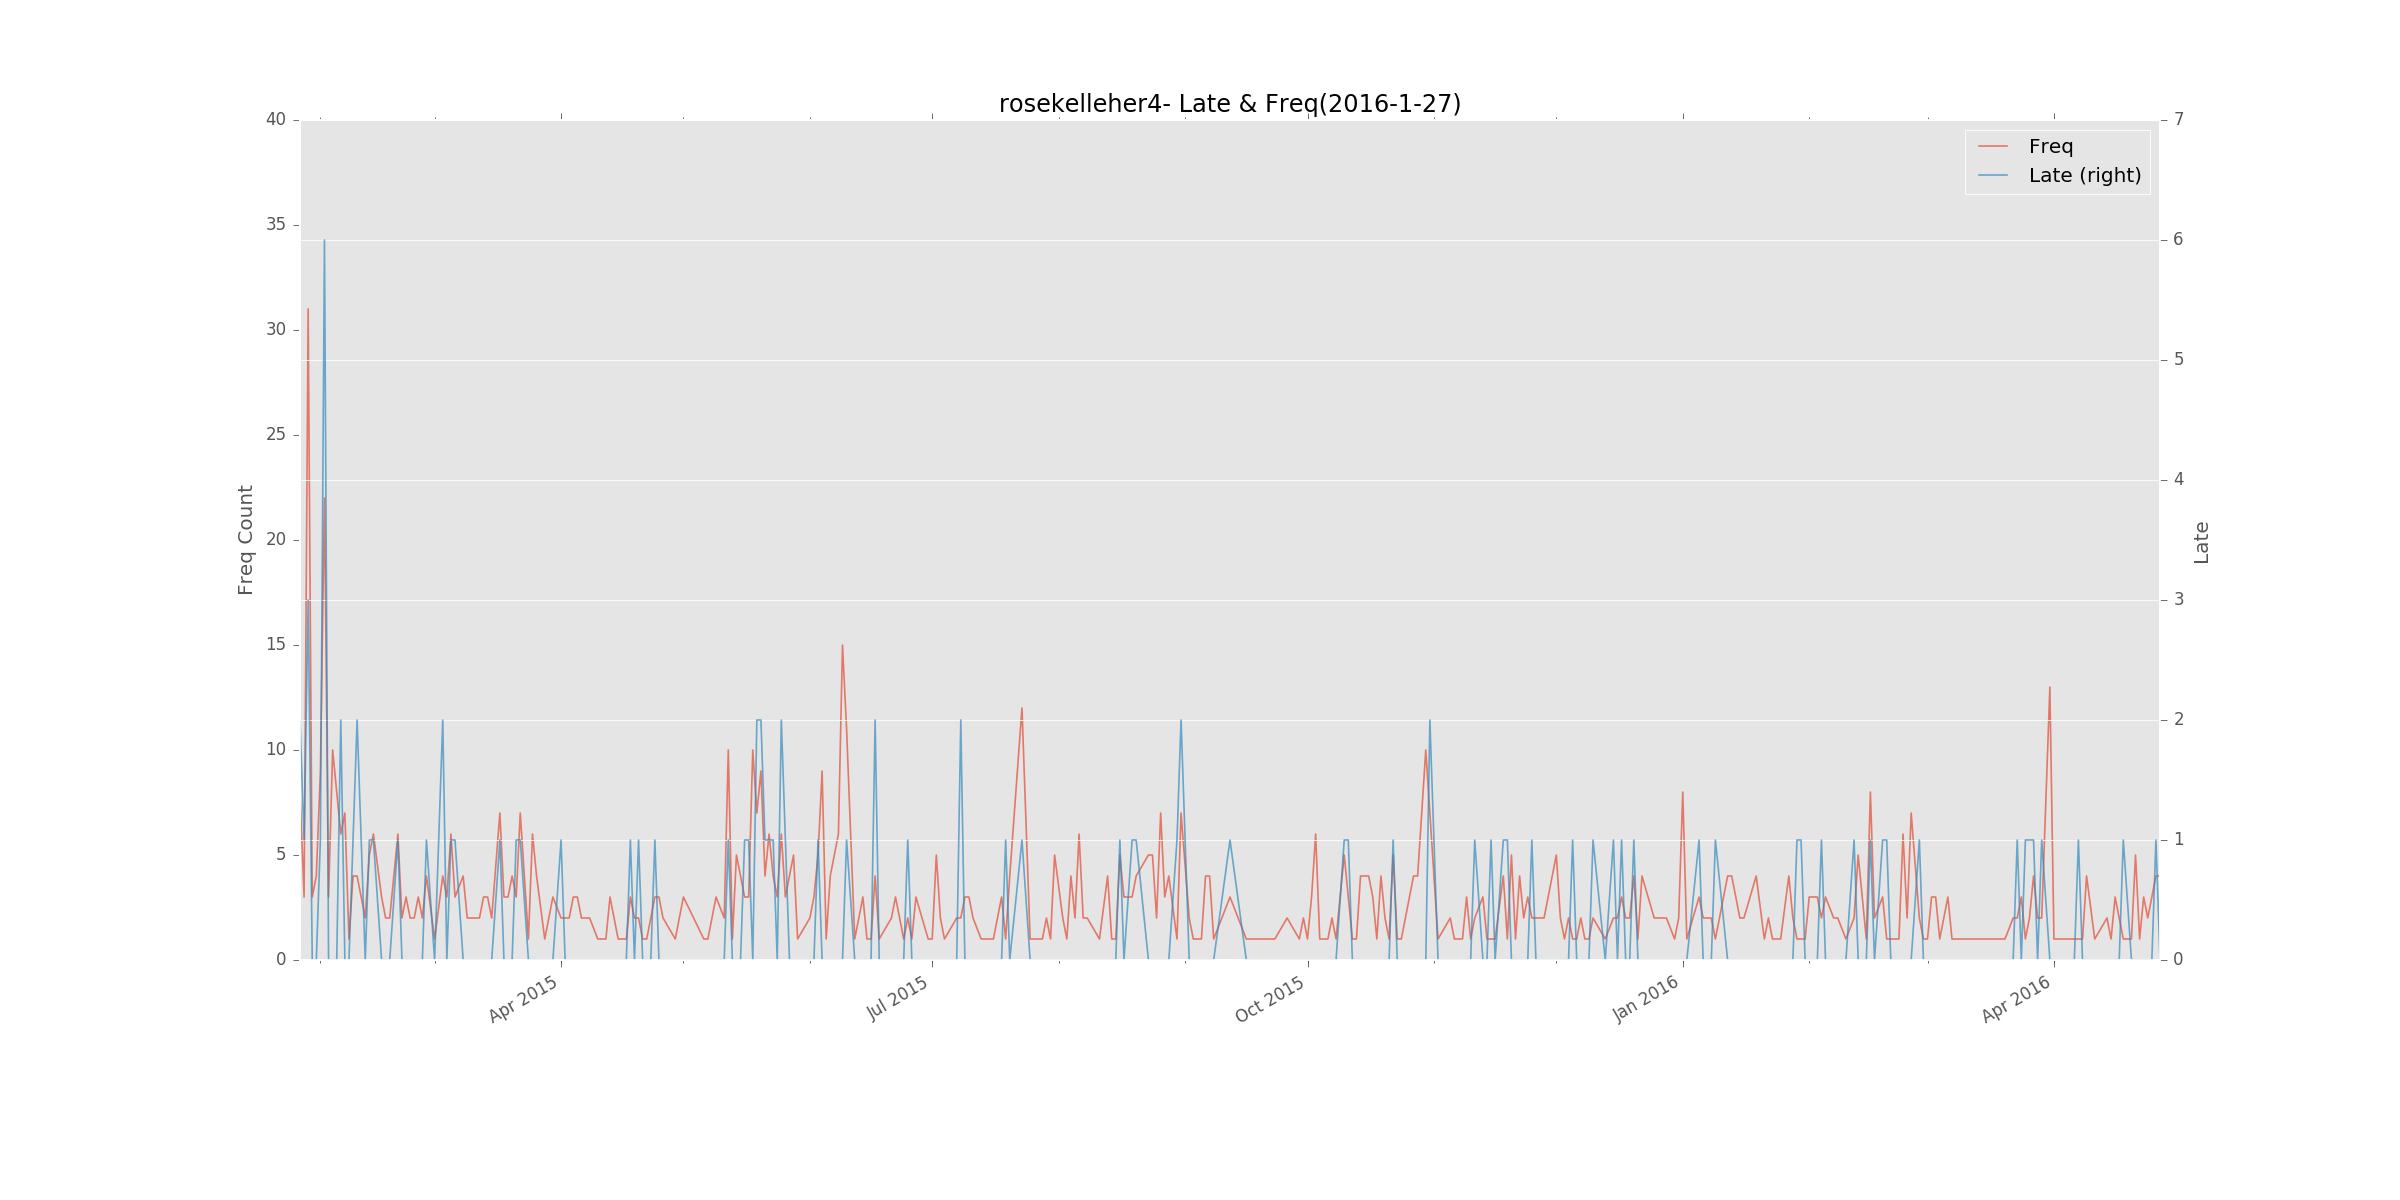 rosekelleher4- Late & Freq(2016-1-27)
40
35
30
25
20
15
10
5
0
Freq Count
7
6
5
4
3
2
1
0
Late
Freq
Late (right)
Apr 2015
Jul 2015
Oct 2015
Jan 2016
Apr 2016